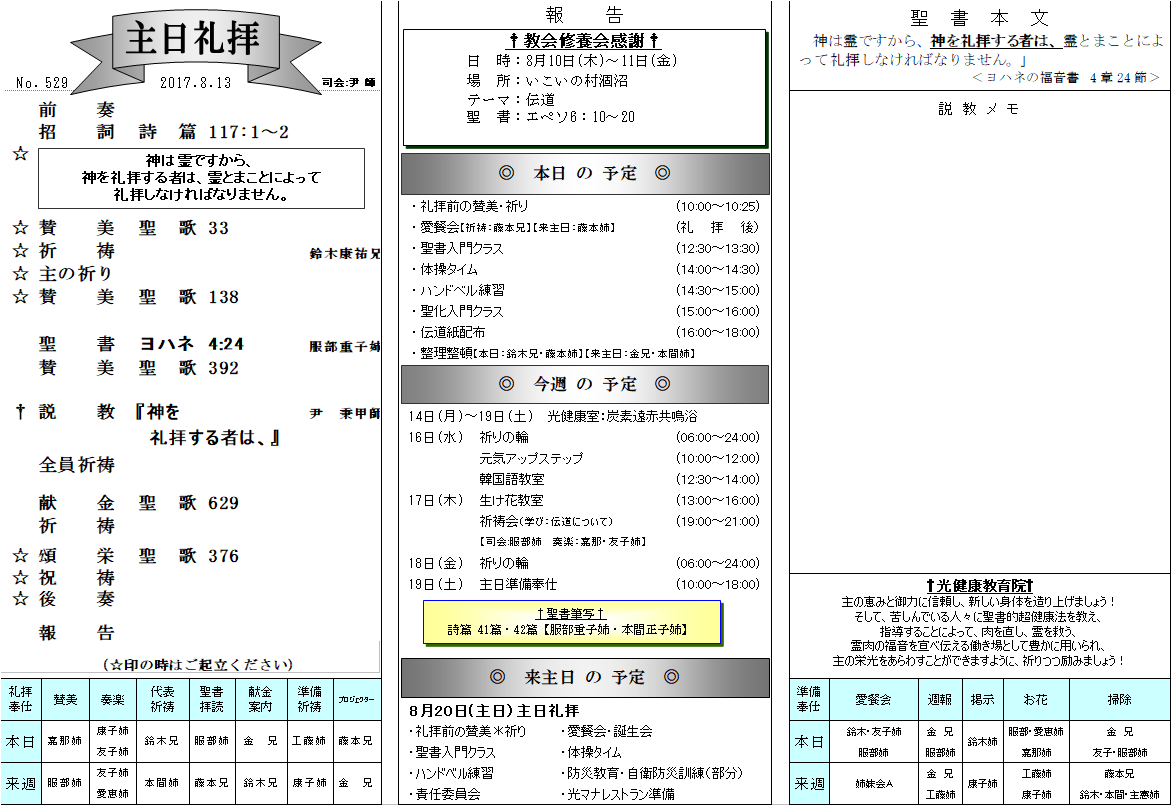 主日礼拝
No. 529 2017.8.13 司会:尹 師
前 奏
招 詞 詩 篇 117:1～2
☆
神は霊ですから、
神を礼拝する者は、霊とまことによって
礼拝しなければなりません。
☆ 賛 美 聖 歌 33
☆ 祈 祷 鈴木康祐兄
☆ 主の祈り
☆ 賛 美 聖 歌 138
聖 書 ヨハネ 4:24 服部重子姉
賛 美 聖 歌 392
† 説 教 『神を 尹 秉甲師
礼拝する者は、』
全員祈祷
献 金 聖 歌 629
祈 祷
☆ 頌 栄 聖 歌 376
☆ 祝 祷
☆ 後 奏
報 告
(☆印の時はご起立ください)
礼拝奉仕 賛美 奏楽 代表祈祷 聖書拝読 献金案内 準備祈祷 プロジェクター
本日 嘉那姉 康子姉 友子姉 鈴木兄 服部姉 金 兄 工藤姉 藤本兄
来週 服部姉 友子姉 愛恵姉 本間姉 藤本兄 鈴木兄 康子姉 金 兄
報 告
†教会修養会感謝†
日 時：8月10日(木)～11日(金)
場 所：いこいの村涸沼
テーマ：伝道
聖 書：エペソ6：10～20
◎ 本日 の 予定 ◎
・礼拝前の賛美・祈り (10:00～10:25)
・愛餐会【祈祷：藤本兄】【来主日：藤本姉】 (礼 拝 後)
・聖書入門クラス (12:30～13:30)
・体操タイム (14:00～14:30)
・ハンドベル練習 (14:30～15:00)
・聖化入門クラス (15:00～16:00)
・伝道紙配布 (16:00～18:00)
・整理整頓【本日：鈴木兄・藤本姉】【来主日：金兄・本間姉】
◎ 今週 の 予定 ◎
14日(月)～19日(土) 光健康室：炭素遠赤共鳴浴
16日(水) 祈りの輪 (06:00～24:00)
元気アップステップ (10:00～12:00)
韓国語教室 (12:30～14:00)
17日(木) 生け花教室 (13:00～16:00)
祈祷会(学び：伝道について) (19:00～21:00)
【司会:服部姉 奏楽：嘉那・友子姉】
18日(金) 祈りの輪 (06:00～24:00)
19日(土) 主日準備奉仕 (10:00～18:00)
†聖書筆写†
詩篇 41篇・42篇【服部重子姉・本間正子姉】
◎ 来主日 の 予定 ◎
8月20日(主日) 主日礼拝
・礼拝前の賛美＊祈り ・愛餐会・誕生会
・聖書入門クラス ・体操タイム
・ハンドベル練習 ・防災教育・自衛防災訓練(部分)
・責任委員会 ・光マナレストラン準備
聖 書 本 文
神は霊ですから、神を礼拝する者は、霊とまことによ
って礼拝しなければなりません。」
＜ヨハネの福音書 4章24節＞
説 教 メ モ
†光健康教育院†
主の恵みと御力に信頼し、新しい身体を造り上げましょう！
そして、苦しんでいる人々に聖書的超健康法を教え、
指導することによって、肉を直し、霊を救う、
霊肉の福音を宣べ伝える働き場として豊かに用いられ、
主の栄光をあらわすことができますように、祈りつつ励みましょう！
準備奉仕 愛餐会 週報 掲示 お花 掃除
本日 鈴木・友子姉 服部姉 金 兄 服部姉 鈴木姉 服部・愛恵姉 嘉那姉 金 兄 友子・服部姉
来週 姉妹会A 金 兄 工藤姉 康子姉 工藤姉 康子姉 藤本兄 鈴木・本間・主憲姉